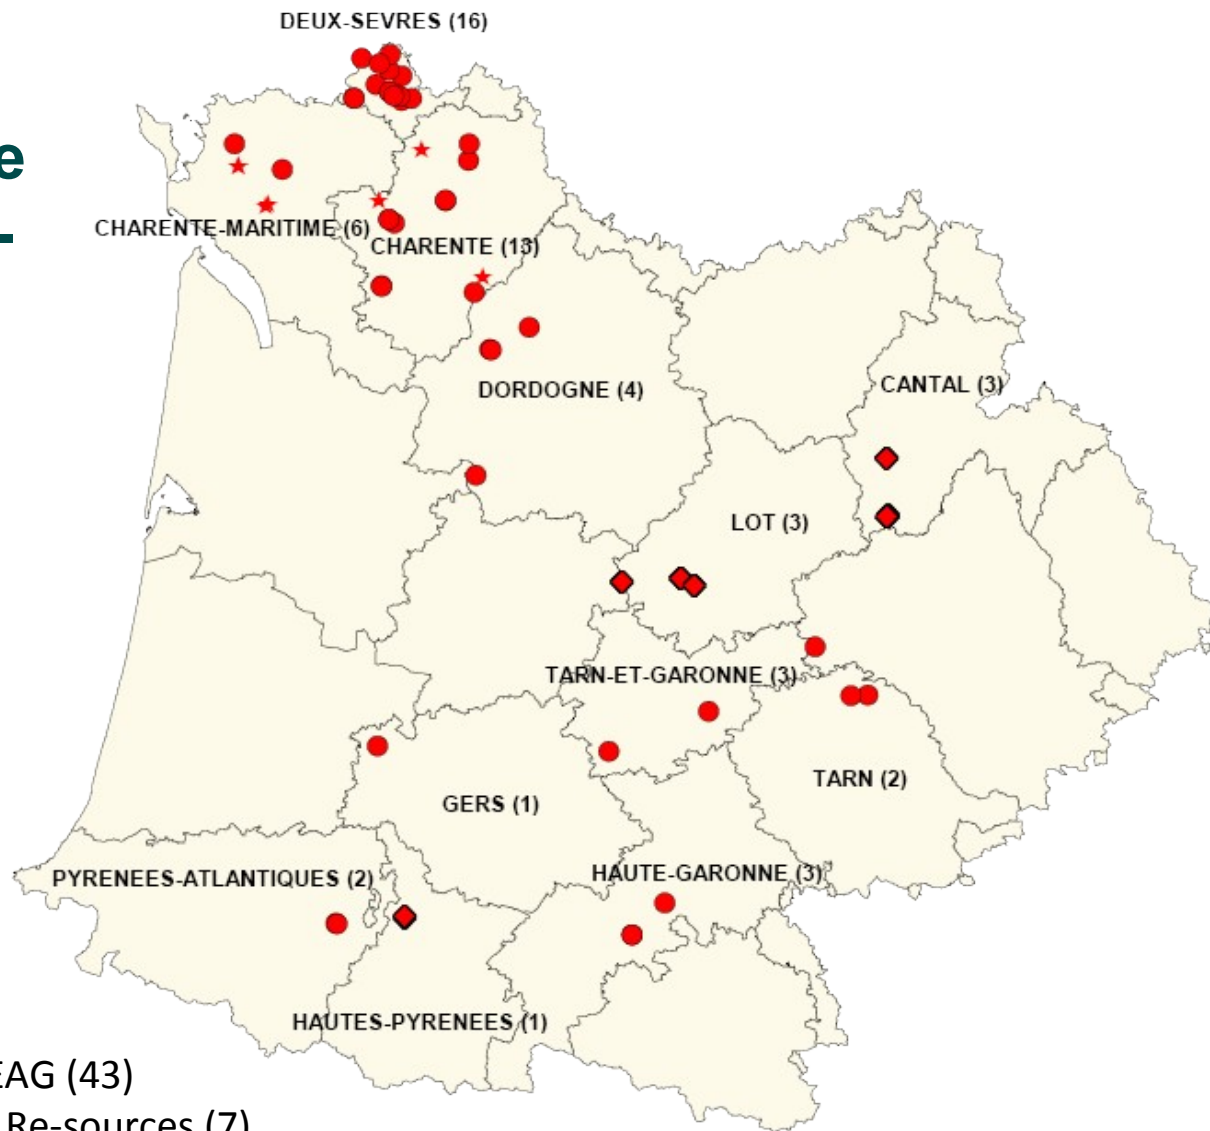 DEUX-SEVRES (16)
e
CHARENTE-MARITIME (6)
CHARENTE (13)
DORDOGNE (4)
CANTAL (3)
LOT (3)
TARN-ET-GARONNE (3)
TARN (2)
GERS (1)
HAUTE-GARONNE (3)
PYRENEES-ATLANTIQUES (2)
HAUTES-PYRENEES (1)
EAG (43)
Re-sources (7)